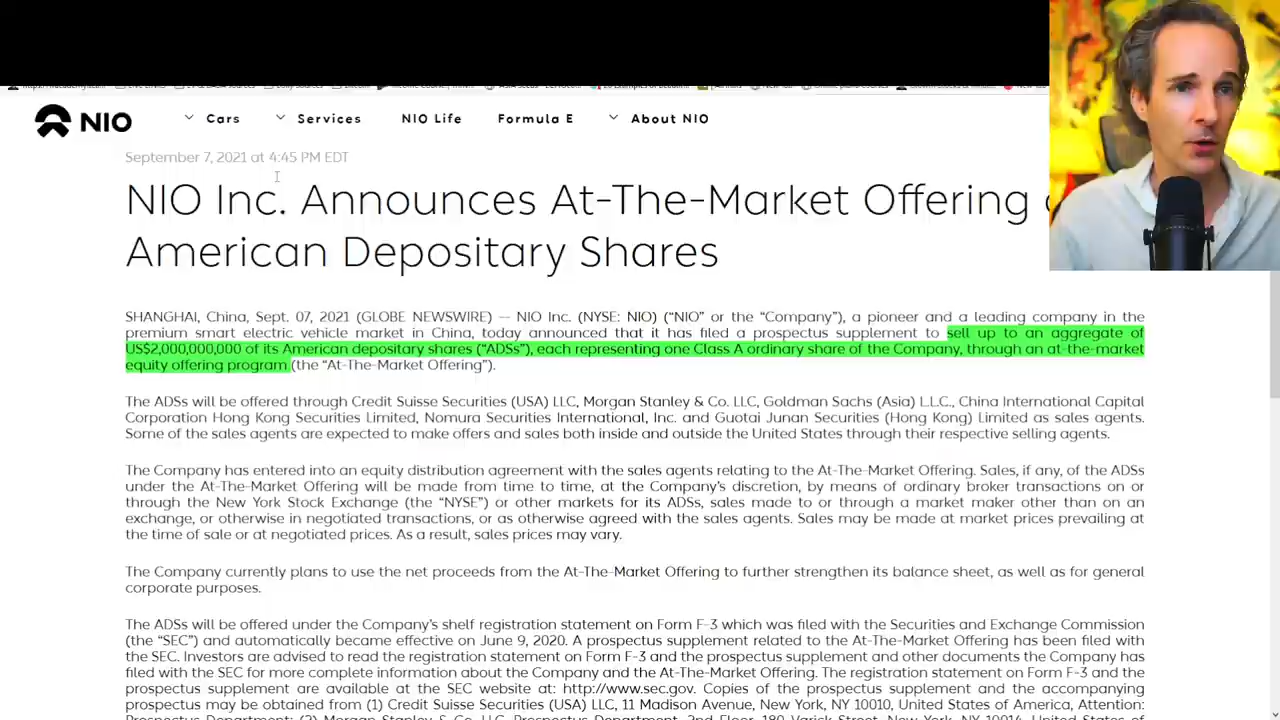 NIO
Cars
Services
NIO Life
Formula E
About NIO
September 7, 2021 at 4:45 PM EDT
NIO Inc. Announces At-The-Market Offering
American Depositary Shares
SHANGHAI, China, Sept. 07, 2021 (GLOBE NEWSWIRE) -- NIO Inc. (NYSE: NIO) (“NIO” or the “Company”), a pioneer and a leading company in the
premium smart electric vehicle market in China, today announced that it has filed a prospectus supplement to sell up to an aggregate of
US$2,000,000,000 of its American depositary shares (“ADSs”), each representing one Class A ordinary share of the Company, through an at-the-market
equity offering program (the “At-The-Market Offering”).
The ADSs will be offered through Credit Suisse Securities (USA) LLC, Morgan Stanley & Co. LLC, Goldman Sachs (Asia) L.L.C., China International Capital
Corporation Hong Kong Securities Limited, Nomura Securities International, Inc. and Guotai Junan Securities (Hong Kong) Limited as sales agents.
Some of the sales agents are expected to make offers and sales both inside and outside the United States through their respective selling agents.
The Company has entered into an equity distribution agreement with the sales agents relating to the At-The-Market Offering. Sales, if any, of the ADSs
under the At-The-Market Offering will be made from time to time, at the Company’s discretion, by means of ordinary broker transactions on or
through the New York Stock Exchange (the “NYSE”) or other markets for its ADSs, sales made to or through a market maker other than on an
exchange, or otherwise in negotiated transactions, or as otherwise agreed with the sales agents. Sales may be made at market prices prevailing at
the time of sale or at negotiated prices. As a result, sales prices may vary.
The Company currently plans to use the net proceeds from the At-The-Market Offering to further strengthen its balance sheet, as well as for general
corporate purposes.
The ADSs will be offered under the Company’s shelf registration statement on Form F-3 which was filed with the Securities and Exchange Commission
(the “SEC”) and automatically became effective on June 9, 2020. A prospectus supplement related to the At-The-Market Offering has been filed with
the SEC. Investors are advised to read the registration statement on Form F-3 and the prospectus supplement and other documents the Company has
filed with the SEC for more complete information about the Company and the At-The-Market Offering. The registration statement on Form F-3 and the
prospectus supplement are available at the SEC website at: http://www.sec.gov. Copies of the prospectus supplement and the accompanying
prospectus may be obtained from (1) Credit Suisse Securities (USA) LLC, 11 Madison Avenue, New York, NY 10010, United States of America, Attention:
Prospectus Department; (2) Morgan Stanley & Co. LLC, Prospectus Department, 2nd Floor, 180 Varick Street, New York, NY 10014, United States of